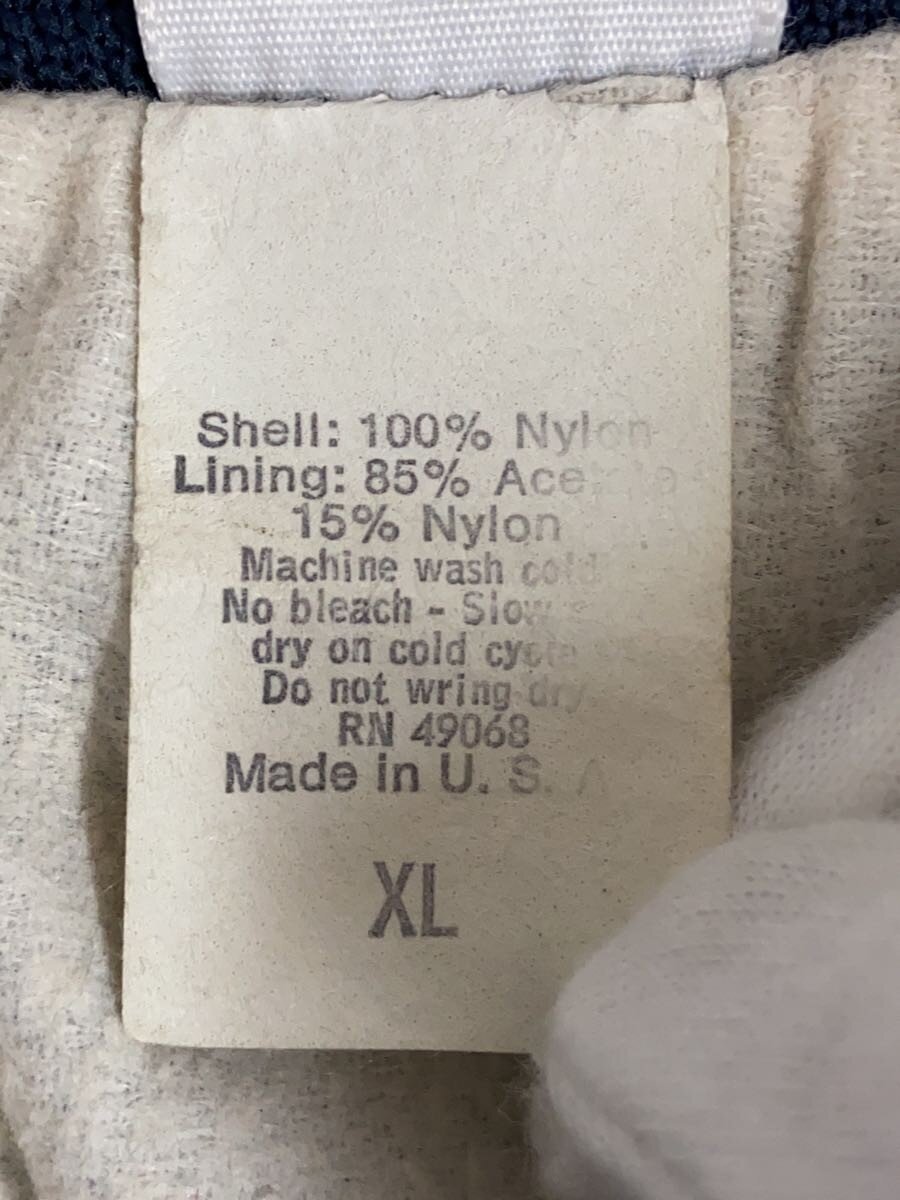 Shell: 100% Nylon
Lining: 85% Acetate
15% Nylon
Machine wash cold
No bleach - Slow
dry on cold cycle
Do not wring dry
RN 49068
Made in U. S. A
XL